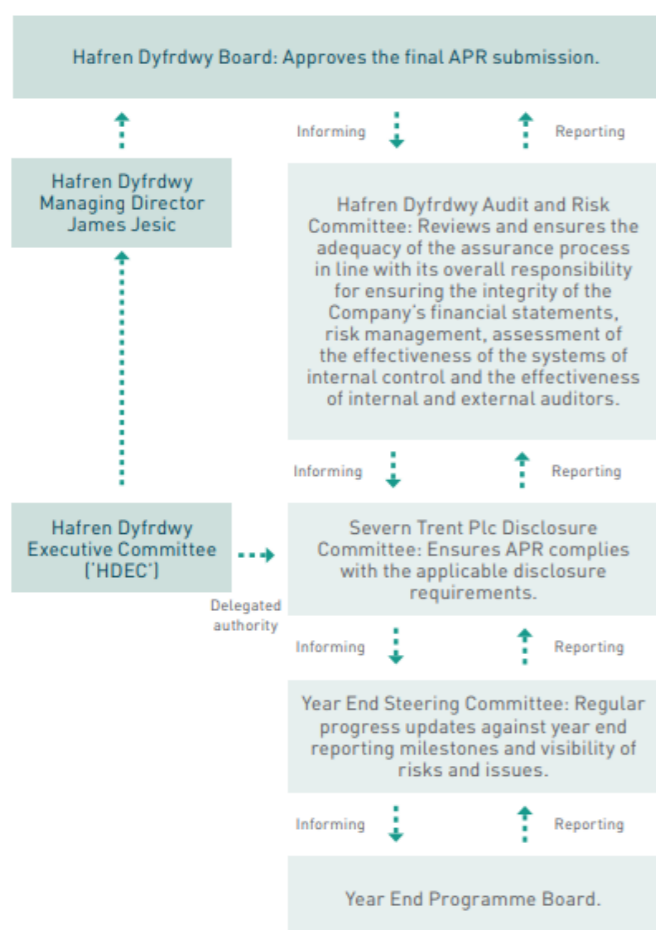 Hafren Dyfrdwy Board: Approves the final APR submission.
Informing
Reporting
Hafren Dyfrdwy
Managing Director
James Jesic
Hafren Dyfrdwy Audit and Risk
Committee: Reviews and ensures the
adequacy of the assurance process
in line with its overall responsibility
for ensuring the integrity of the
Company's financial statements,
risk management, assessment of
the effectiveness of the systems of
internal control and the effectiveness
of internal and external auditors.
Informing
Reporting
Hafren Dyfrdwy
Executive Committee
('HDEC')
Delegated
authority
Severn Trent Plc Disclosure
Committee: Ensures APR complies
with the applicable disclosure
requirements.
Informing
Reporting
Year End Steering Committee: Regular
progress updates against year end
reporting milestones and visibility of
risks and issues.
Informing
Reporting
Year End Programme Board.